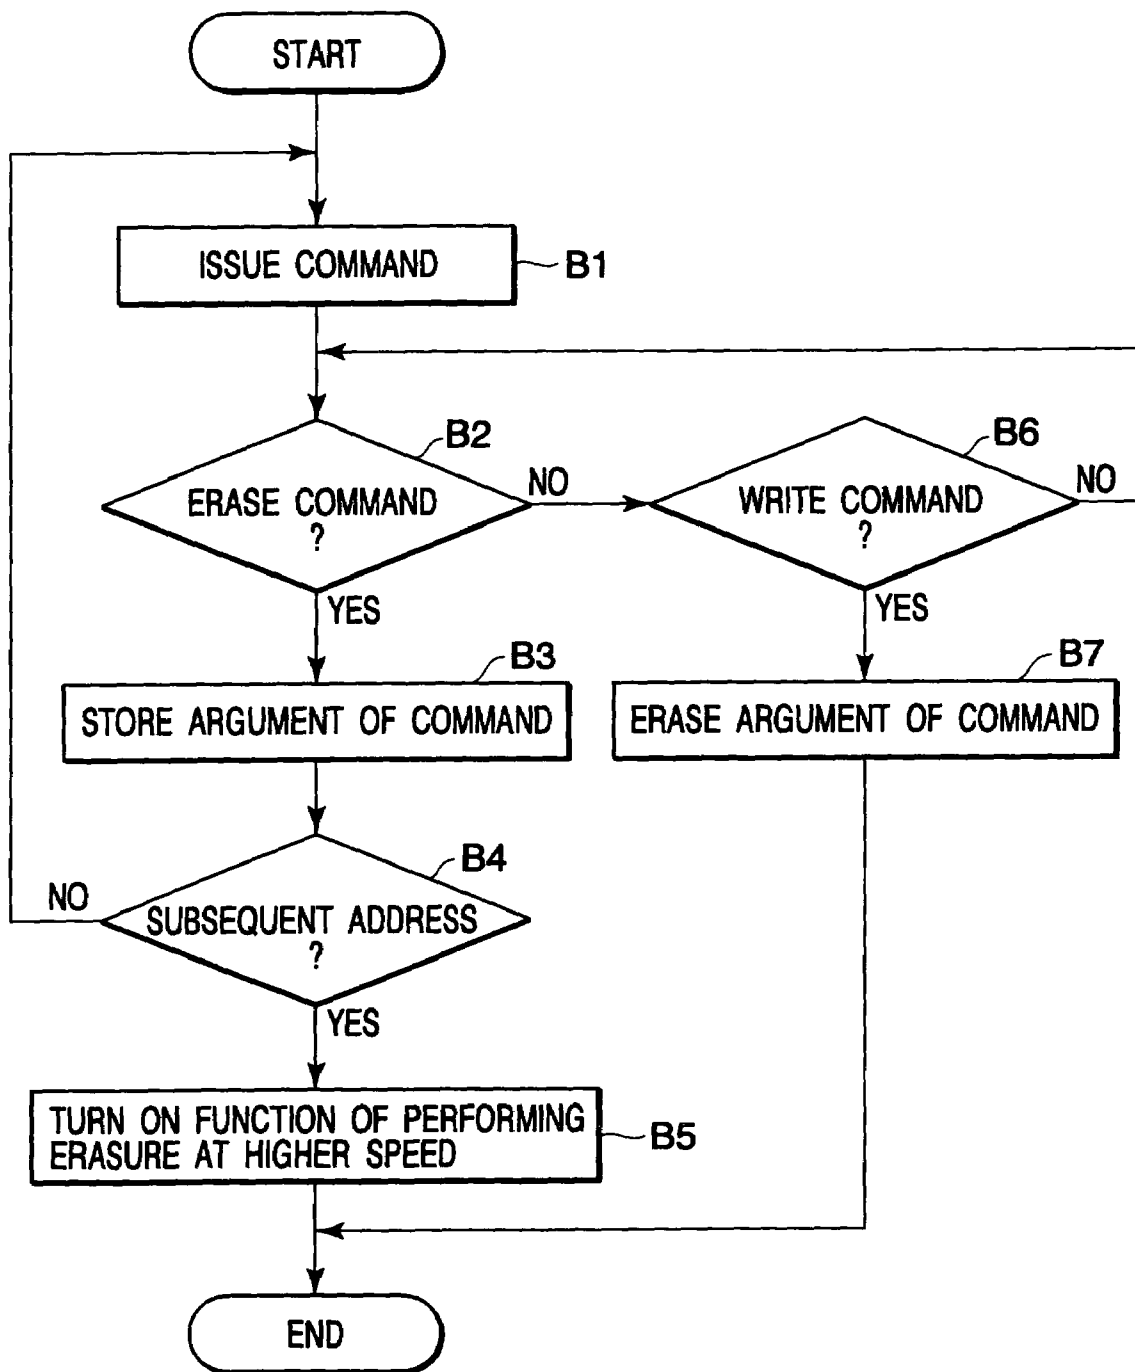 START
ISSUE COMMAND
B1
B2
ERASE COMMAND
?
NO
YES
B6
WRITE COMMAND
?
NO
YES
B3
STORE ARGUMENT OF COMMAND
B7
ERASE ARGUMENT OF COMMAND
B4
SUBSEQUENT ADDRESS
?
NO
YES
TURN ON FUNCTION OF PERFORMING
ERASURE AT HIGHER SPEED
B5
END